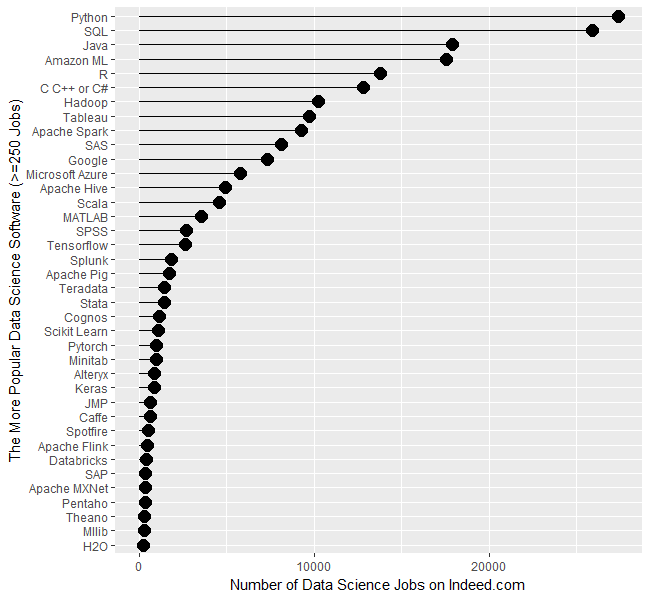 The More Popular Data Science Software (>=250 Jobs)
Python
SQL
Java
Amazon ML
R
C C++ or C#
Hadoop
Tableau
Apache Spark
SAS
Google
Microsoft Azure
Apache Hive
Scala
MATLAB
SPSS
Tensorflow
Splunk
Apache Pig
Teradata
Stata
Cognos
Scikit Learn
Pytorch
Minitab
Alteryx
Keras
JMP
Caffe
Spotfire
Apache Flink
Databricks
SAP
Apache MXNet
Pentaho
Theano
Mllib
H2O
0 10000 20000
Number of Data Science Jobs on Indeed.com